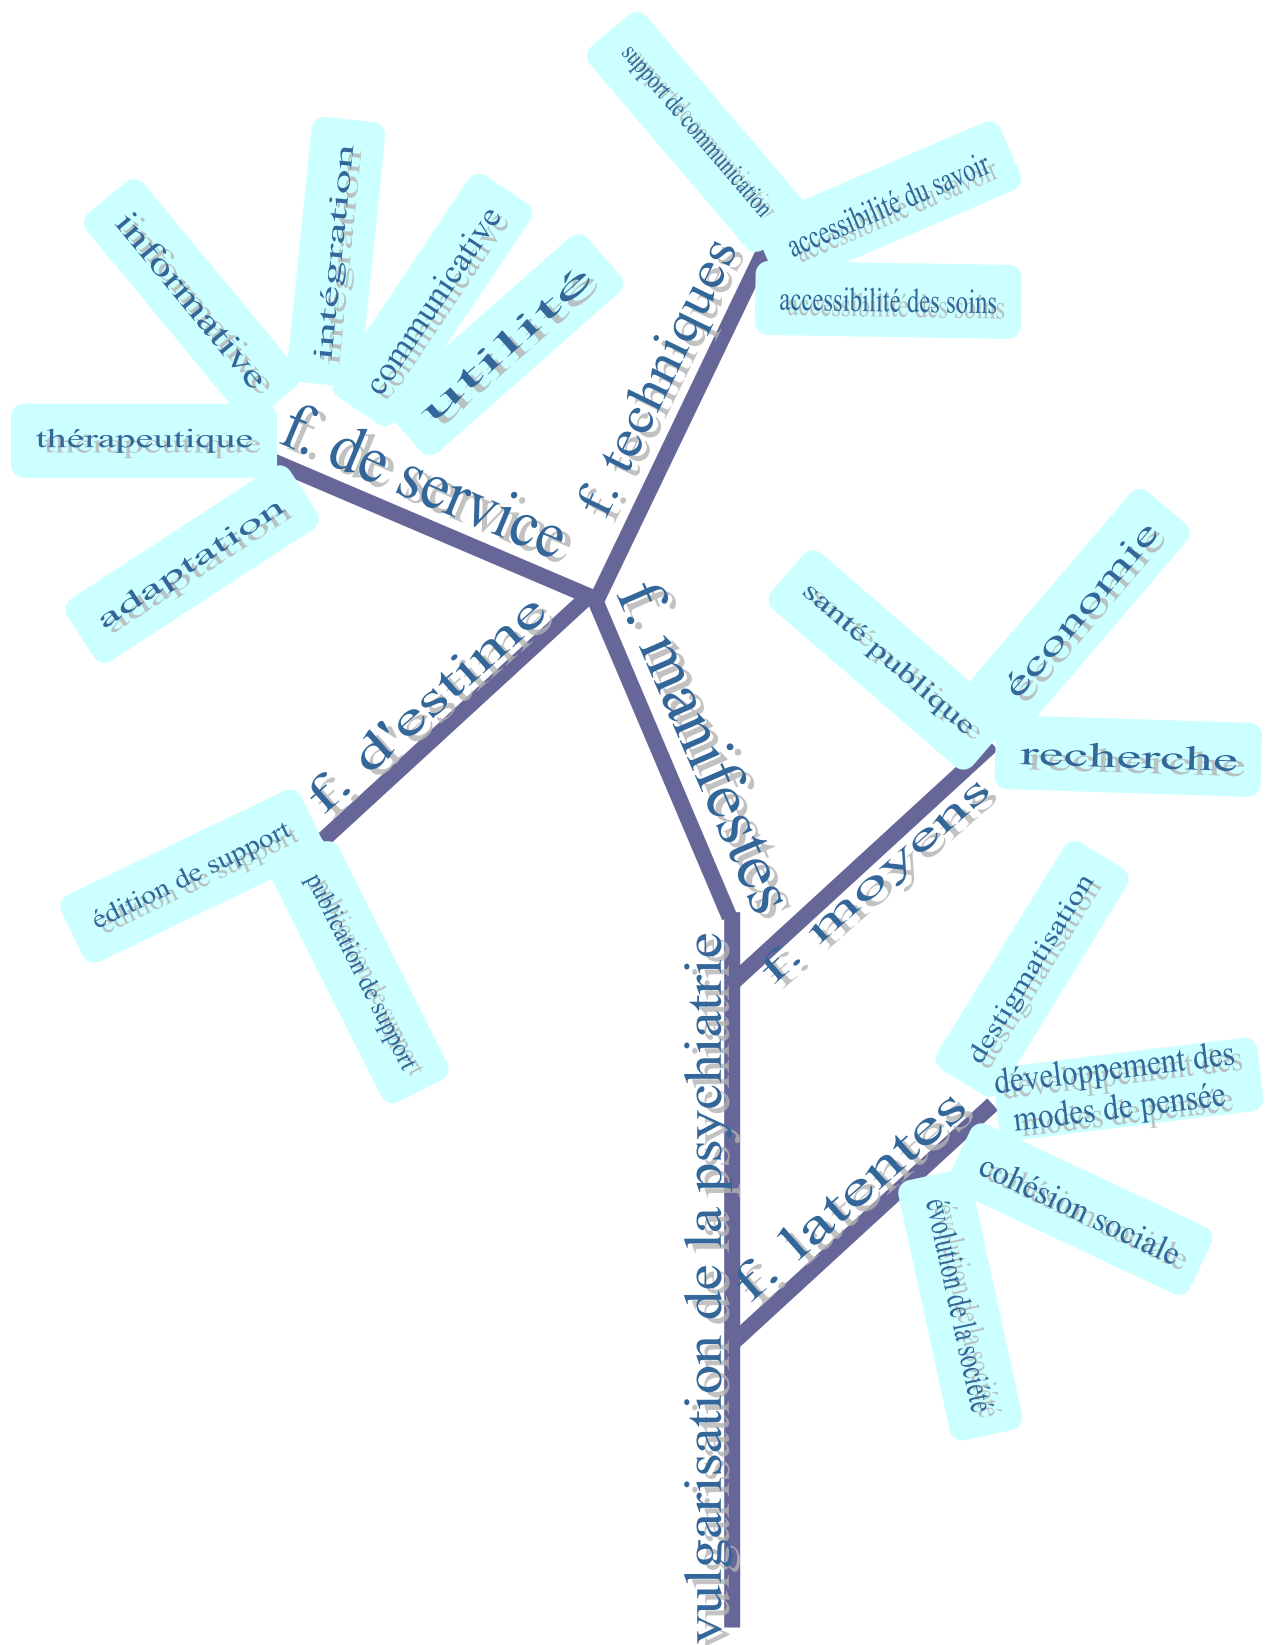 support de communication
accessibilité du savoir
accessibilité des soins
f. techniques
intégration
informative
communicative
utilité
thérapeutique
adaptation
f. de service
f. d'estime
édition de support
publication de support
f. manifestes
santé publique
économie
recherche
f. moyens
destigmatisation
développement des
modes de pensée
cohésion sociale
évolution de la société
f. latentes
vulgarisation de la psychiatrie